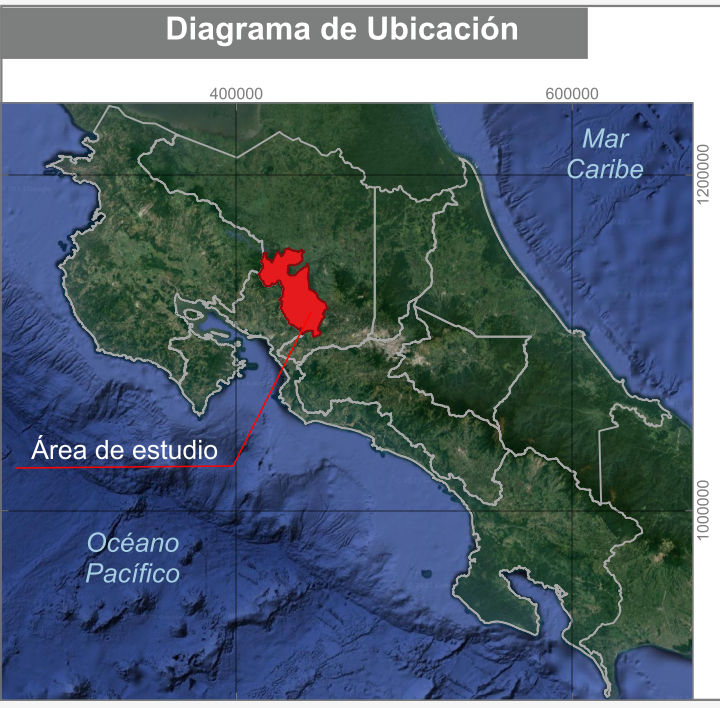 Diagrama de Ubicación
400000
600000
Mar
Caribe
1200000
Área de estudio
1000000
Océano
Pacífico